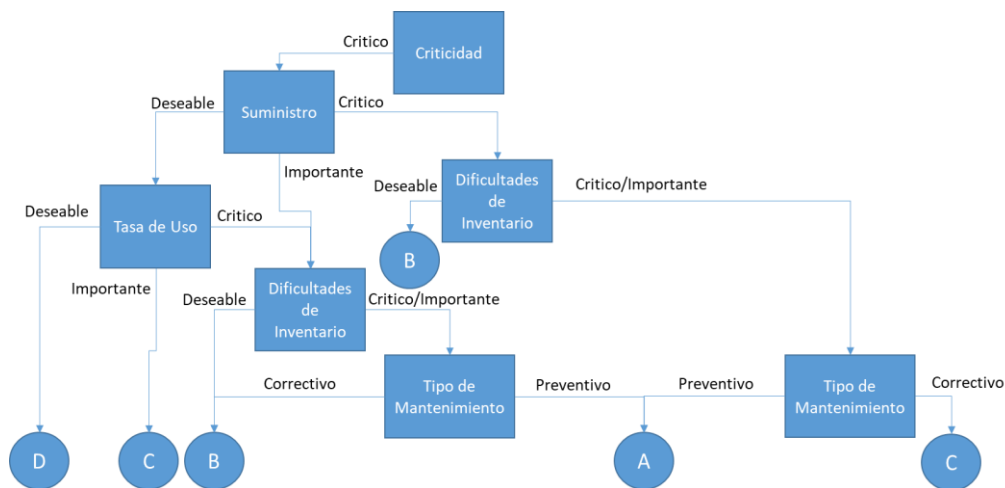 Critico
Criticidad
Deseable
Suministro
Critico
Importante
Deseable
Dificultades
de
Inventario
Critico/Importante
Deseable
Tasa de Uso
Critico
B
Importante
Deseable
Dificultades
de
Inventario
Critico/Importante
Correctivo
Tipo de
Mantenimiento
Preventivo
Preventivo
Tipo de
Mantenimiento
Correctivo
D
C
B
A
C